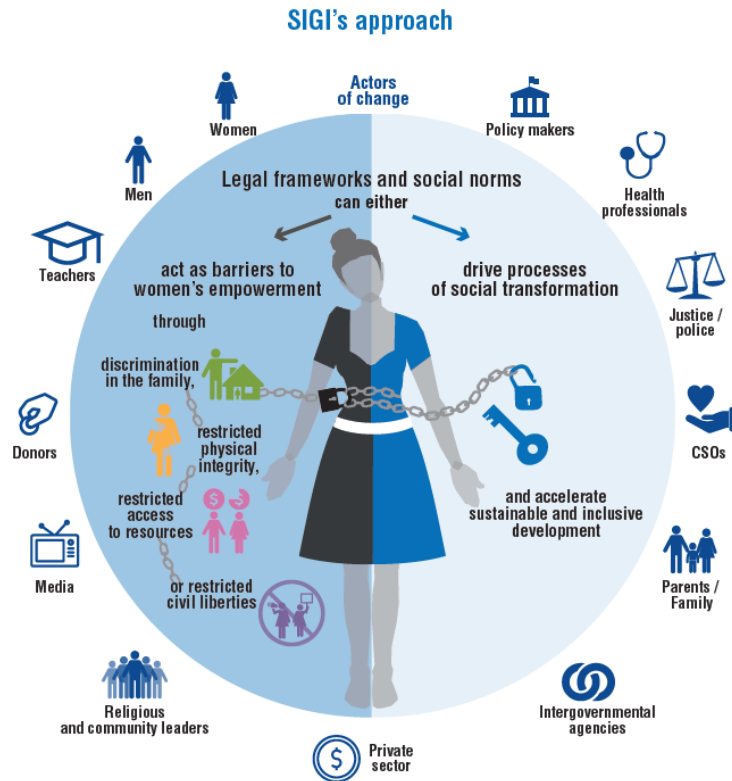 SIGI's approach
Actors
of change
Women
Policy makers
Men
Health
professionals
Teachers
Justice /
police
Donors
CSOs
Media
Parents /
Family
Religious
and community leaders
Intergovernmental
agencies
Private
sector
$
Legal frameworks and social norms
can either
act as barriers to
women's empowerment
through
discrimination
in the family,
restricted
physical
integrity,
restricted
access
to resources
$ $
or restricted
civil liberties
drive processes
of social transformation
and accelerate
sustainable and inclusive
development